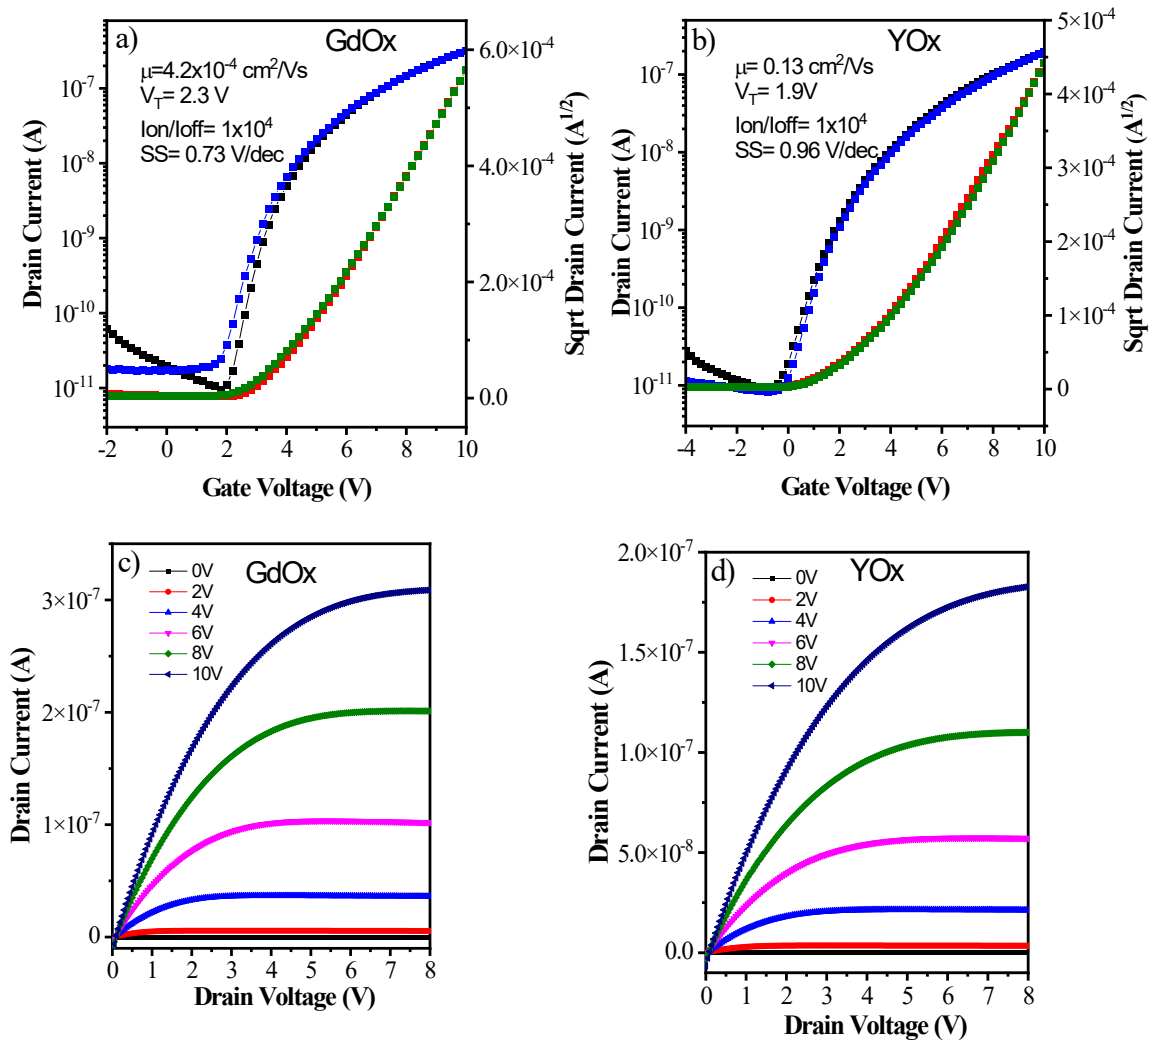 a)
GdOx
μ=4.2x10⁻⁴ cm²/Vs
V_T= 2.3 V
Ion/Ioff= 1x10⁴
SS= 0.73 V/dec
10⁻⁷
10⁻⁸
10⁻⁹
10⁻¹⁰
10⁻¹¹
Drain Current (A)
6.0×10⁻⁴
4.0×10⁻⁴
2.0×10⁻⁴
0.0
Sqrt Drain Current (A^1/2)
-2 0 2 4 6 8 10
Gate Voltage (V)
b)
YOx
μ= 0.13 cm²/Vs
V_T= 1.9V
Ion/Ioff= 1x10⁴
SS= 0.96 V/dec
10⁻⁷
10⁻⁸
10⁻⁹
10⁻¹⁰
10⁻¹¹
Drain Current (A)
5×10⁻⁴
4×10⁻⁴
3×10⁻⁴
2×10⁻⁴
1×10⁻⁴
0
Sqrt Drain Current (A^1/2)
-4 -2 0 2 4 6 8 10
Gate Voltage (V)
c)
GdOx
0V
2V
4V
6V
8V
10V
3×10⁻⁷
2×10⁻⁷
1×10⁻⁷
0
Drain Current (A)
0 1 2 3 4 5 6 7 8
Drain Voltage (V)
d)
YOx
0V
2V
4V
6V
8V
10V
2.0×10⁻⁷
1.5×10⁻⁷
1.0×10⁻⁷
5.0×10⁻⁸
0.0
Drain Current (A)
0 1 2 3 4 5 6 7 8
Drain Voltage (V)